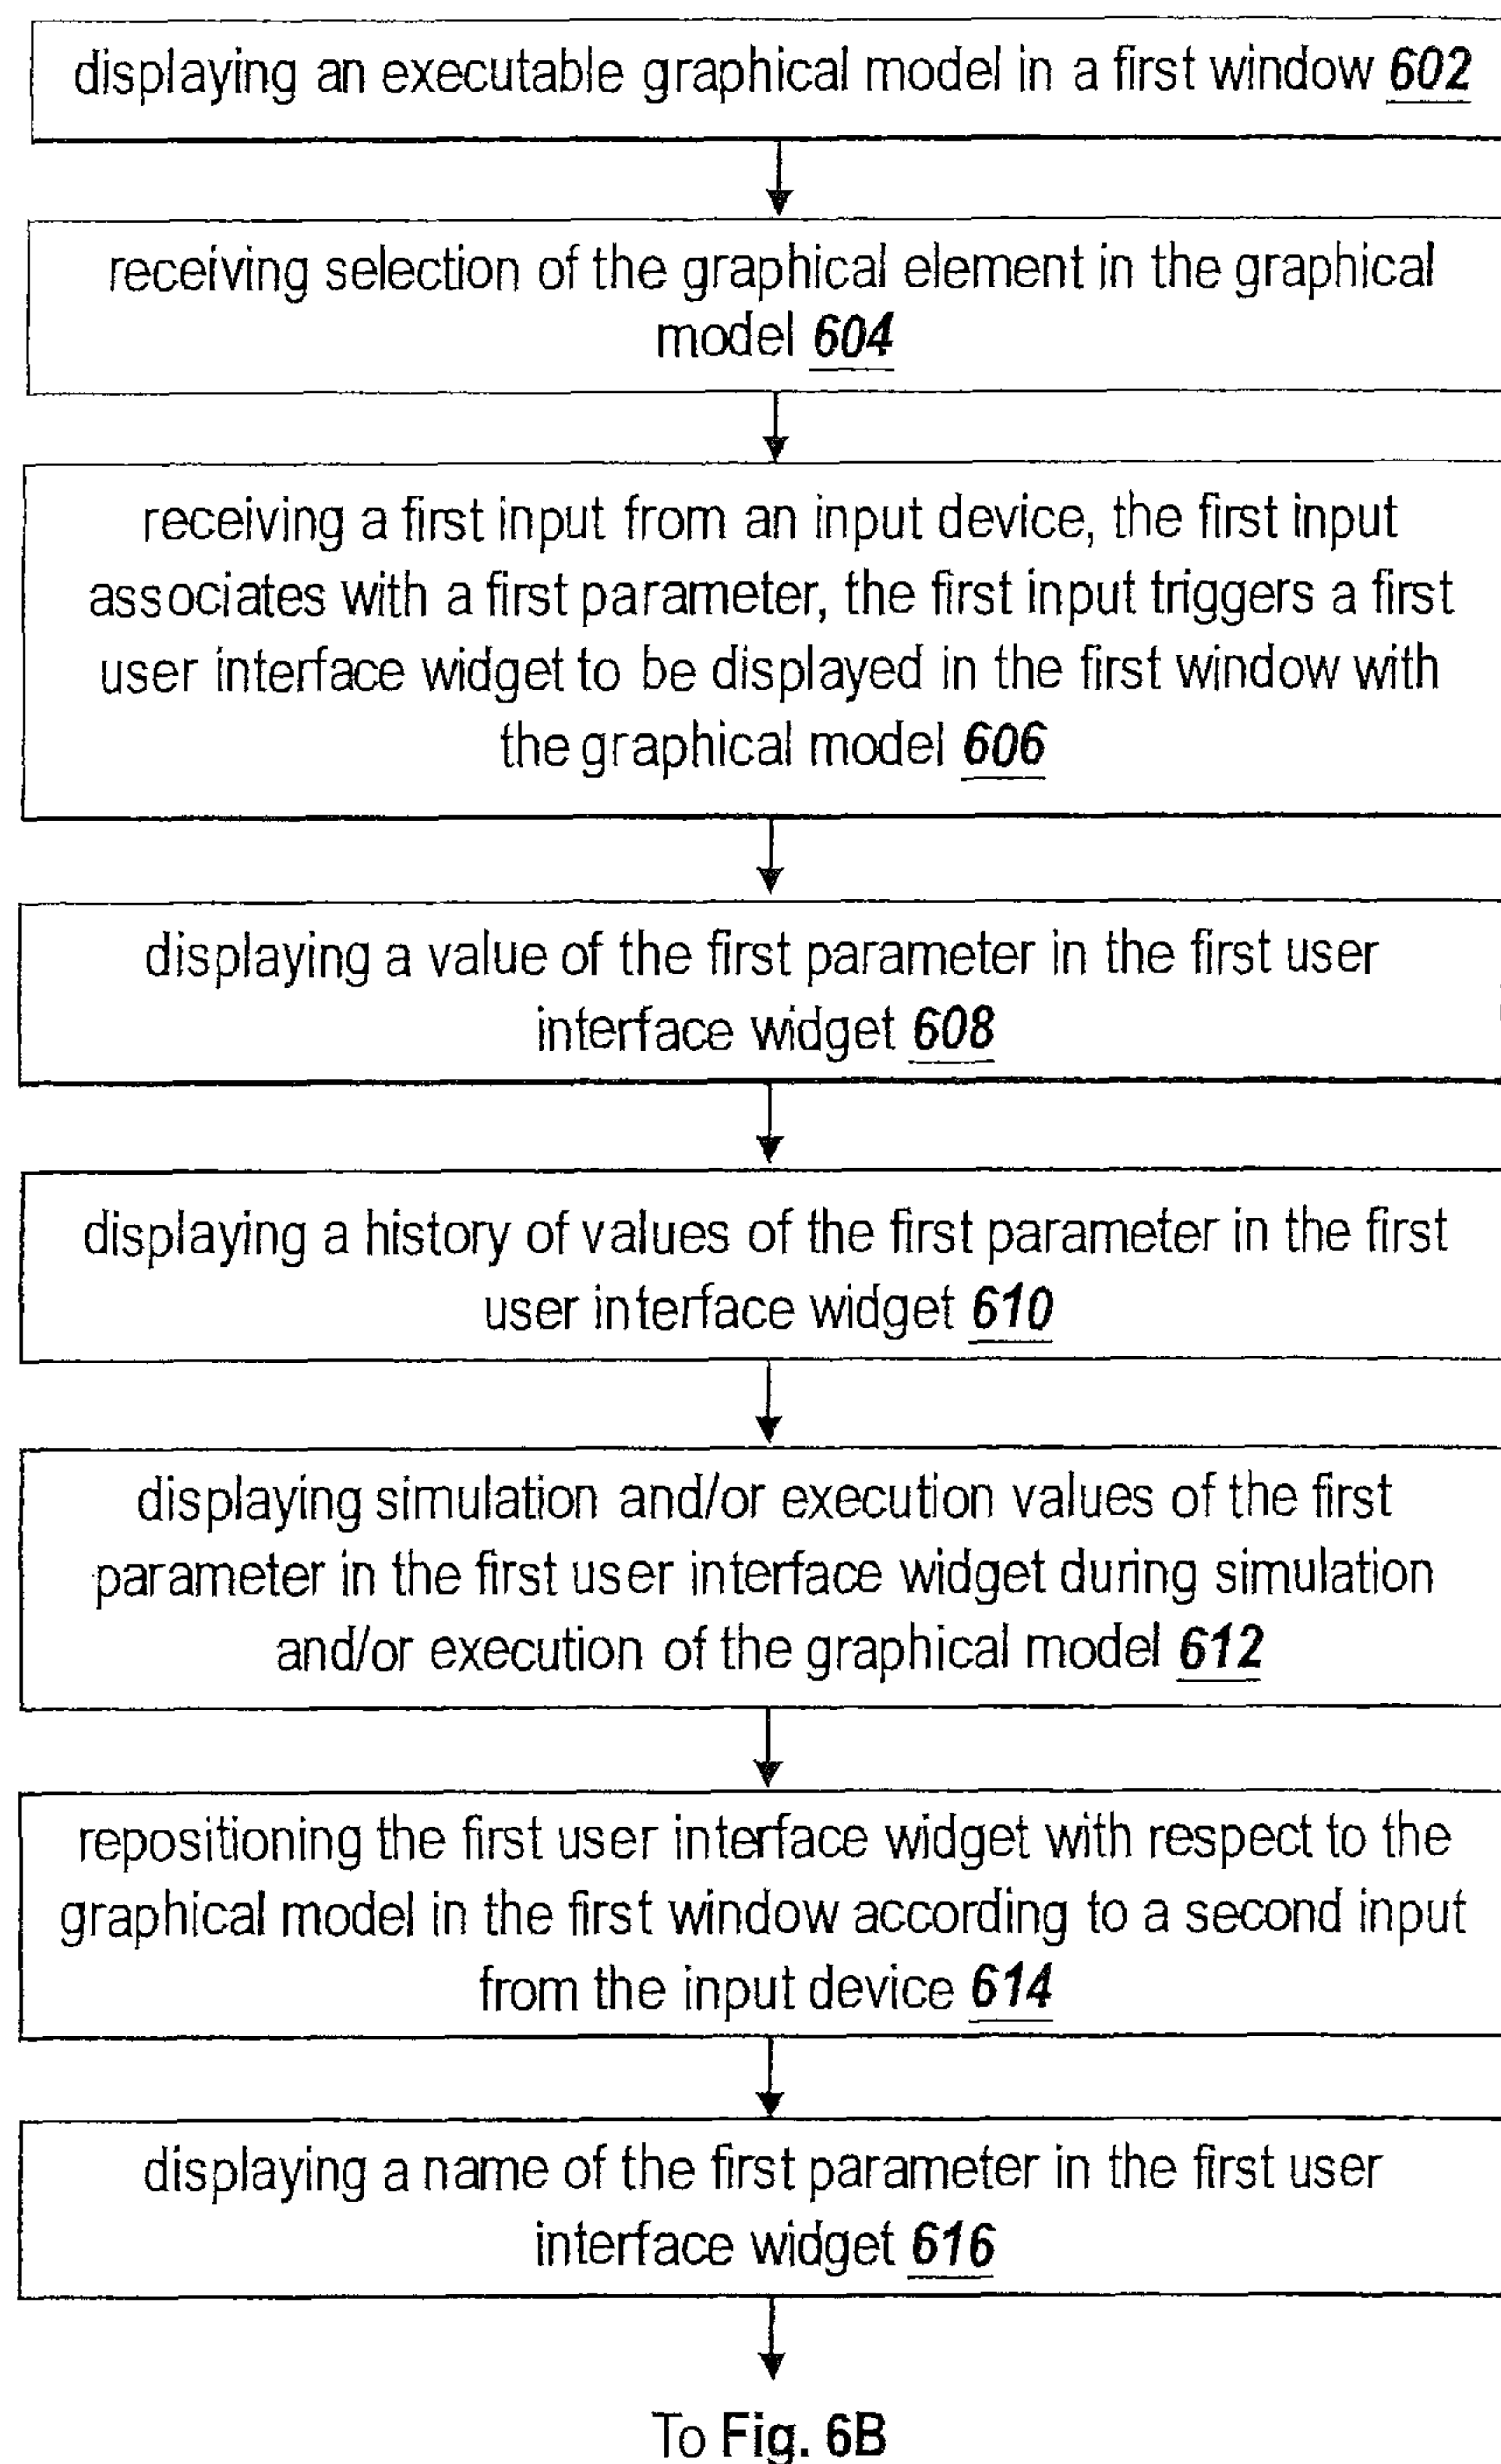 displaying an executable graphical model in a first window 602
receiving selection of the graphical element in the graphical
model 604
receiving a first input from an input device, the first input
associates with a first parameter, the first input triggers a first
user interface widget to be displayed in the first window with
the graphical model 606
displaying a value of the first parameter in the first user
interface widget 608
displaying a history of values of the first parameter in the first
user interface widget 610
displaying simulation and/or execution values of the first
parameter in the first user interface widget during simulation
and/or execution of the graphical model 612
repositioning the first user interface widget with respect to the
graphical model in the first window according to a second input
from the input device 614
displaying a name of the first parameter in the first user
interface widget 616
To Fig. 6B